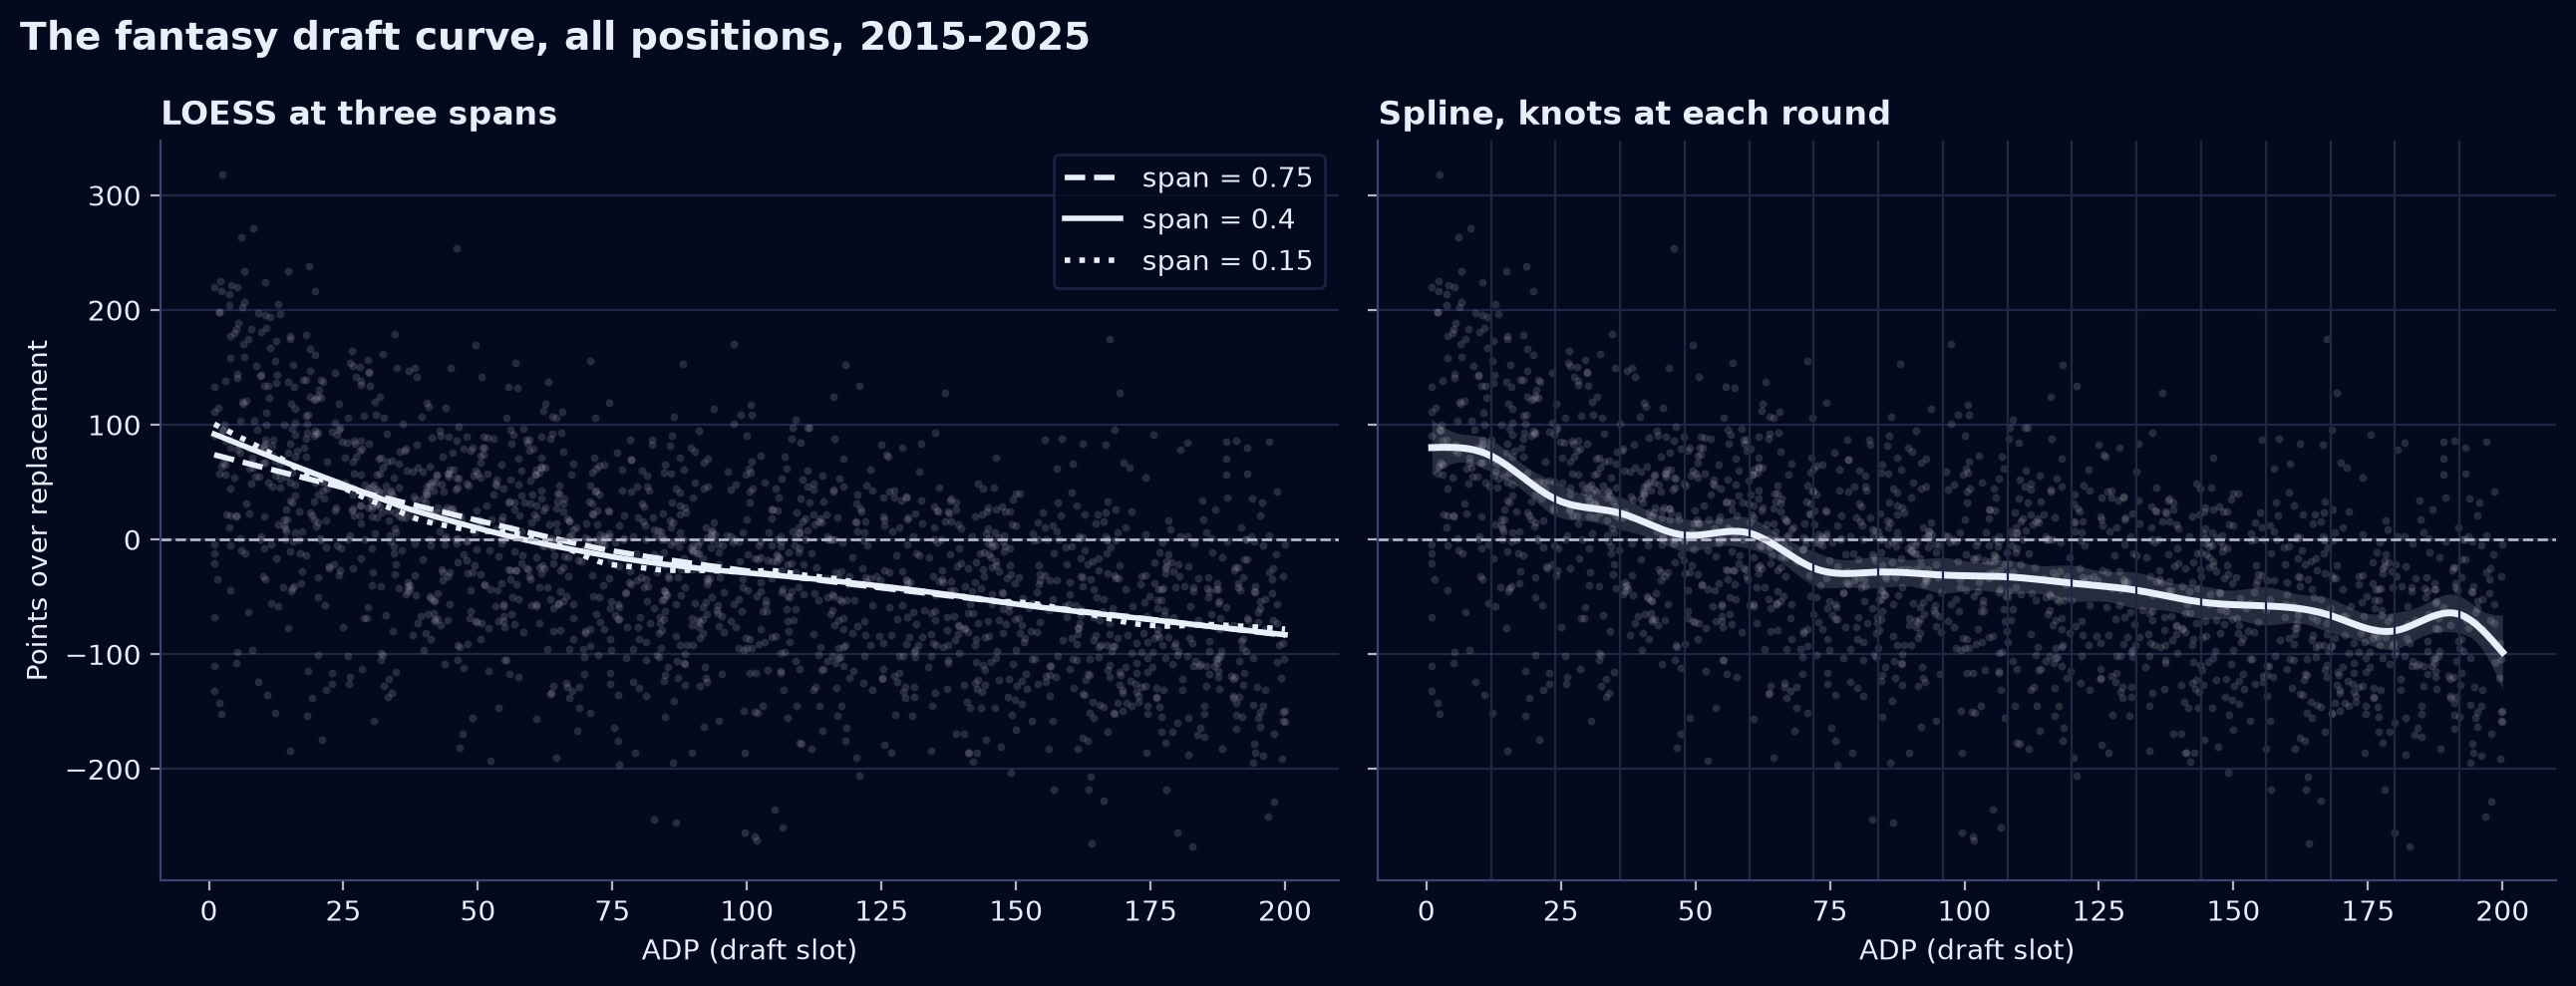 The fantasy draft curve, all positions, 2015-2025
LOESS at three spans
span = 0.75
span = 0.4
span = 0.15
Points over replacement
300
200
100
0
−100
−200
0 25 50 75 100 125 150 175 200
ADP (draft slot)
Spline, knots at each round
0 25 50 75 100 125 150 175 200
ADP (draft slot)